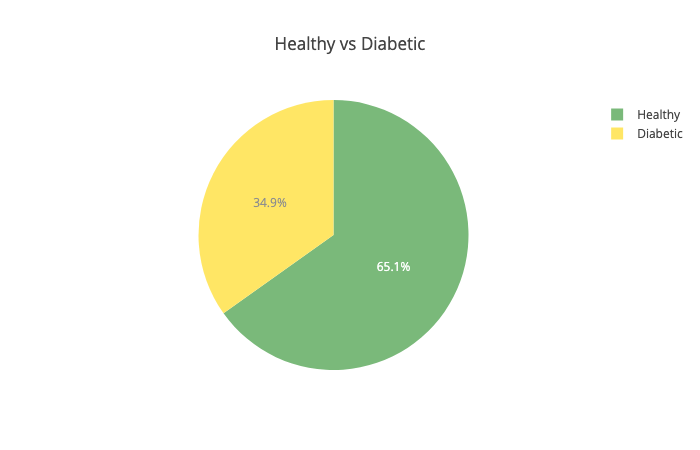 Healthy vs Diabetic
Healthy
Diabetic
34.9%
65.1%